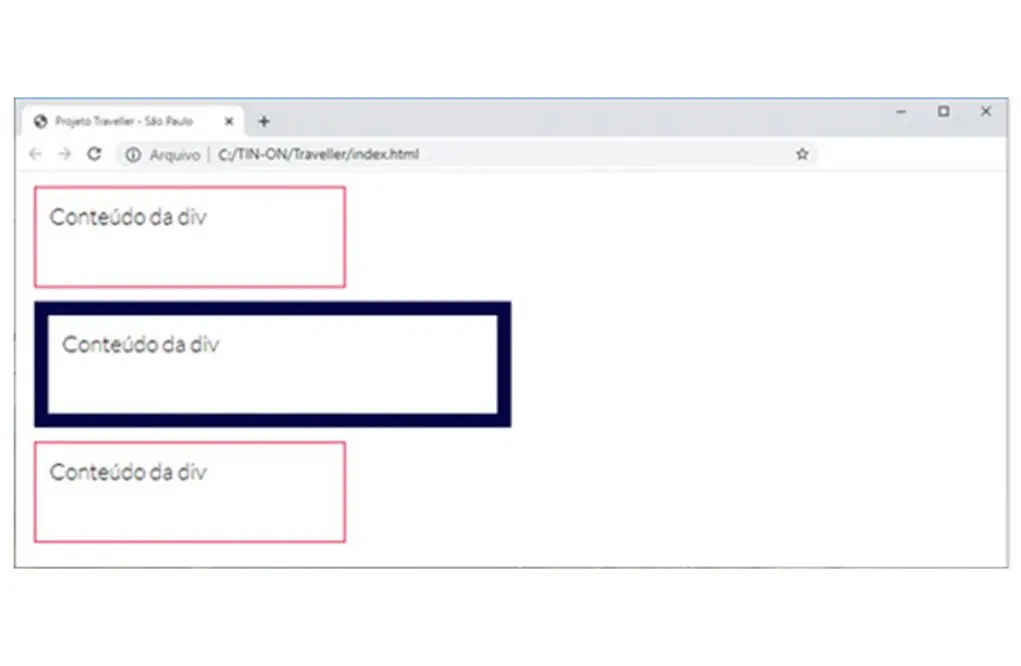 Projeto Traveller - São Paulo
Arquivo | C:/TIN-ON/Traveller/index.html
Conteúdo da div
Conteúdo da div
Conteúdo da div